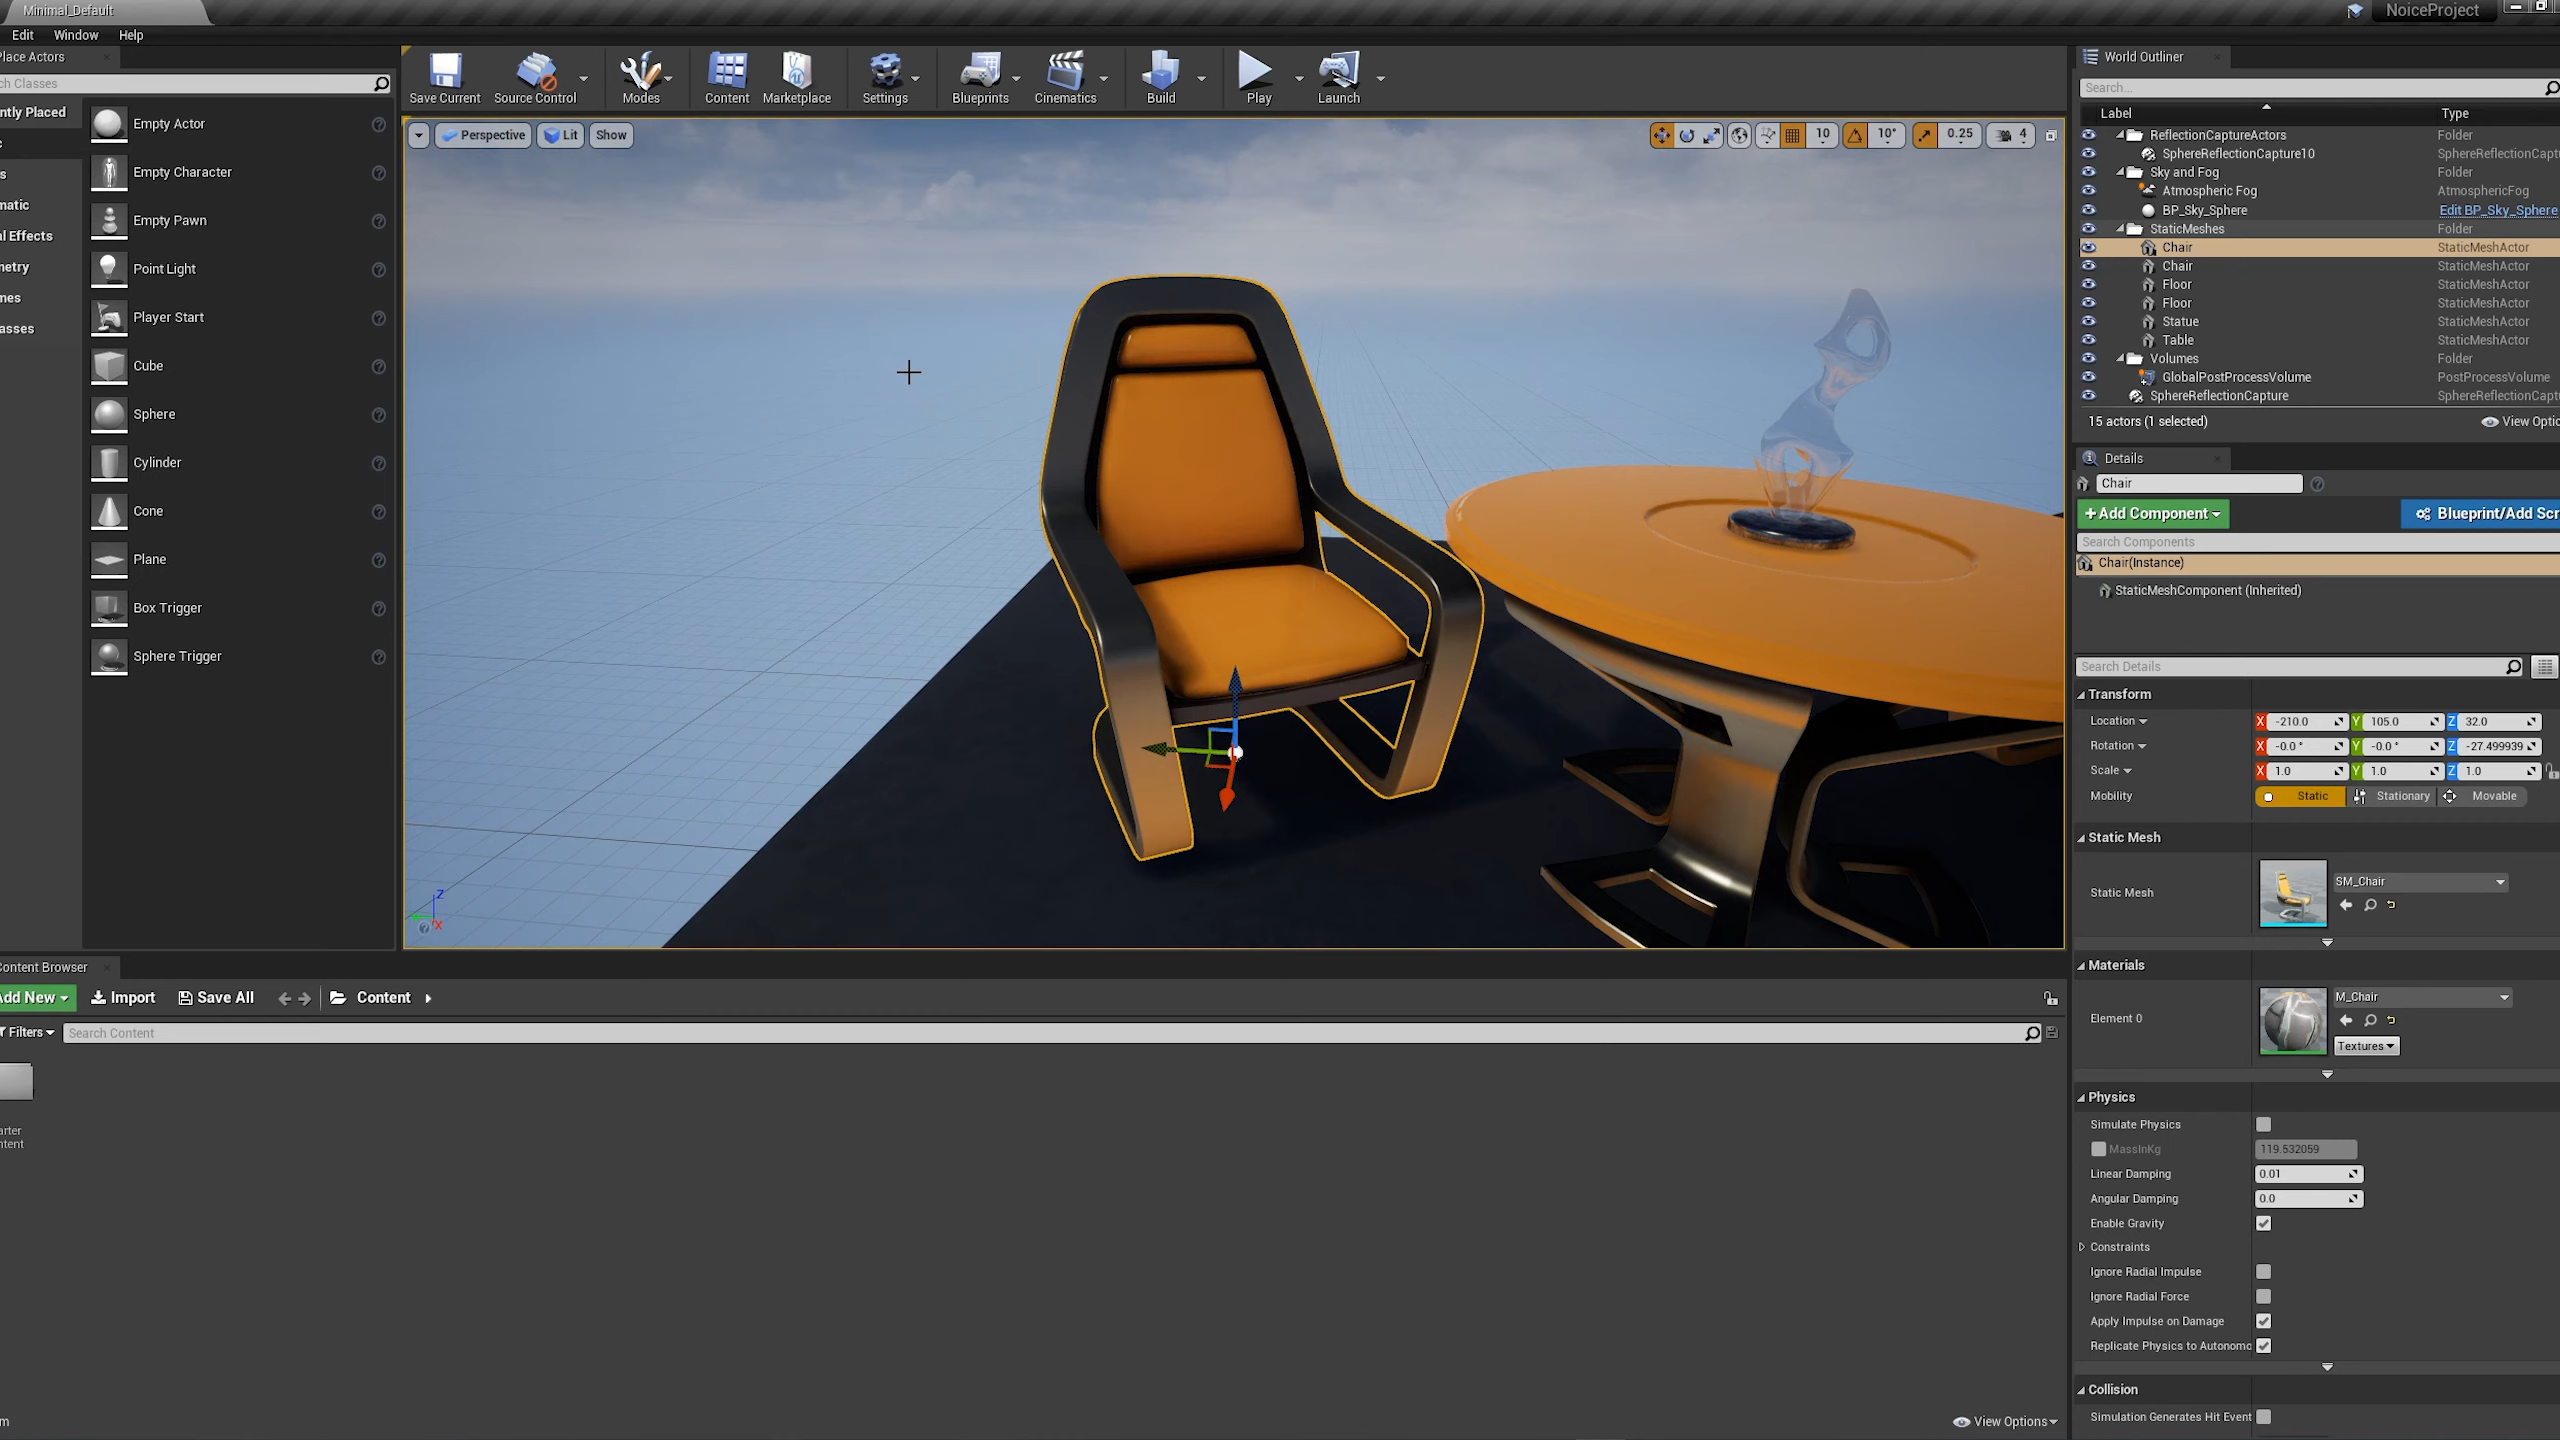 Minimal_Default
NoiceProject
Edit Window Help
Place Actors
ch Classes
ntly Placed
c
s
matic
l Effects
metry
mes
asses
Empty Actor
Empty Character
Empty Pawn
Point Light
Player Start
Cube
Sphere
Cylinder
Cone
Plane
Box Trigger
Sphere Trigger
Save Current
Source Control
Modes
Content
Marketplace
Settings
Blueprints
Cinematics
Build
Play
Launch
Perspective
Lit
Show
10
10°
0.25
4
Z
X
World Outliner
Search...
Label Type
ReflectionCaptureActors Folder
SphereReflectionCapture10 SphereReflectionCapt
Sky and Fog Folder
Atmospheric Fog AtmosphericFog
BP_Sky_Sphere Edit BP_Sky_Sphere
StaticMeshes Folder
Chair StaticMeshActor
Chair StaticMeshActor
Floor StaticMeshActor
Floor StaticMeshActor
Statue StaticMeshActor
Table StaticMeshActor
Volumes Folder
GlobalPostProcessVolume PostProcessVolume
SphereReflectionCapture SphereReflectionCapt
15 actors (1 selected)
View Optio
Details
Chair
+Add Component
Blueprint/Add Scr
Search Components
Chair(Instance)
StaticMeshComponent (Inherited)
Search Details
Transform
Location X -210.0 Y 105.0 Z 32.0
Rotation X -0.0 ° Y -0.0 ° Z -27.499939
Scale X 1.0 Y 1.0 Z 1.0
Mobility Static Stationary Movable
Static Mesh
Static Mesh
SM_Chair
Materials
Element 0
M_Chair
Textures
Physics
Simulate Physics
MassInKg 119.532059
Linear Damping 0.01
Angular Damping 0.0
Enable Gravity
Constraints
Ignore Radial Impulse
Ignore Radial Force
Apply Impulse on Damage
Replicate Physics to Autonomo
Collision
Simulation Generates Hit Event
Content Browser
Add New Import Save All Content
Filters
Search Content
arter
ntent
m
View Options